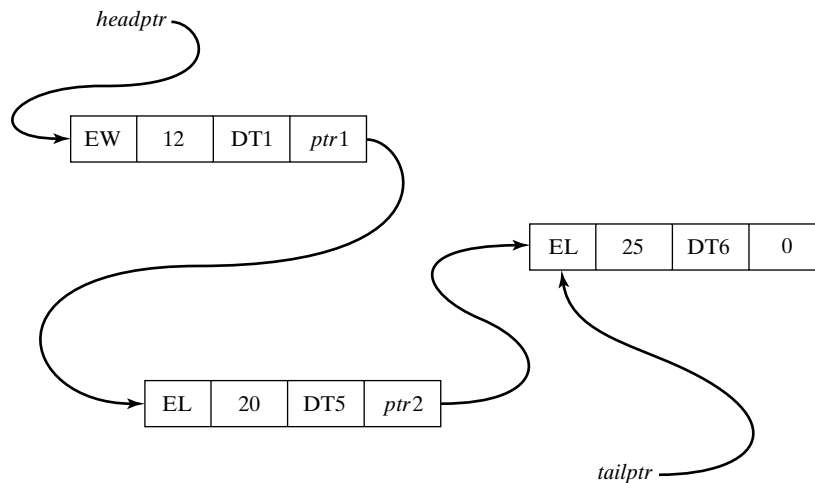 headptr
EW 12 DT1 ptr1
EL 25 DT6 0
EL 20 DT5 ptr2
tailptr